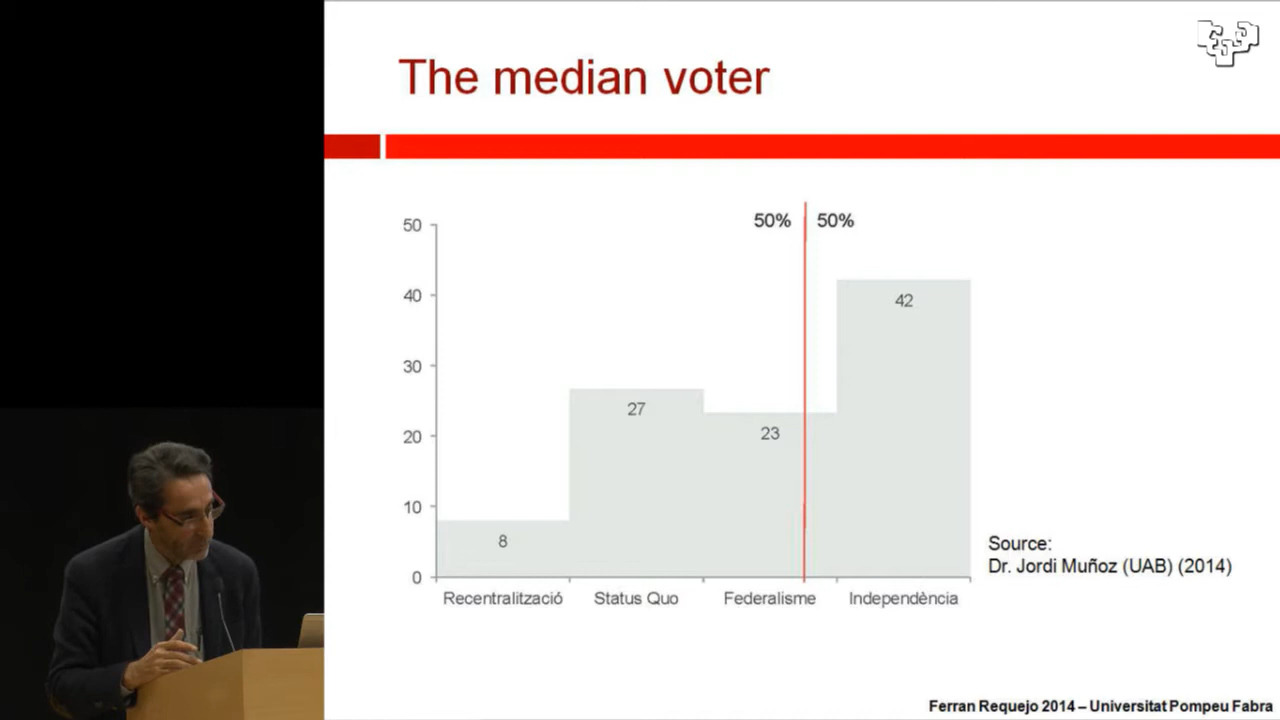 The median voter
50% 50%
50
40
30
20
10
0
8
27
23
42
Recentralització Status Quo Federalisme Independència
Source:
Dr. Jordi Muñoz (UAB) (2014)
Ferran Requejo 2014 – Universitat Pompeu Fabra